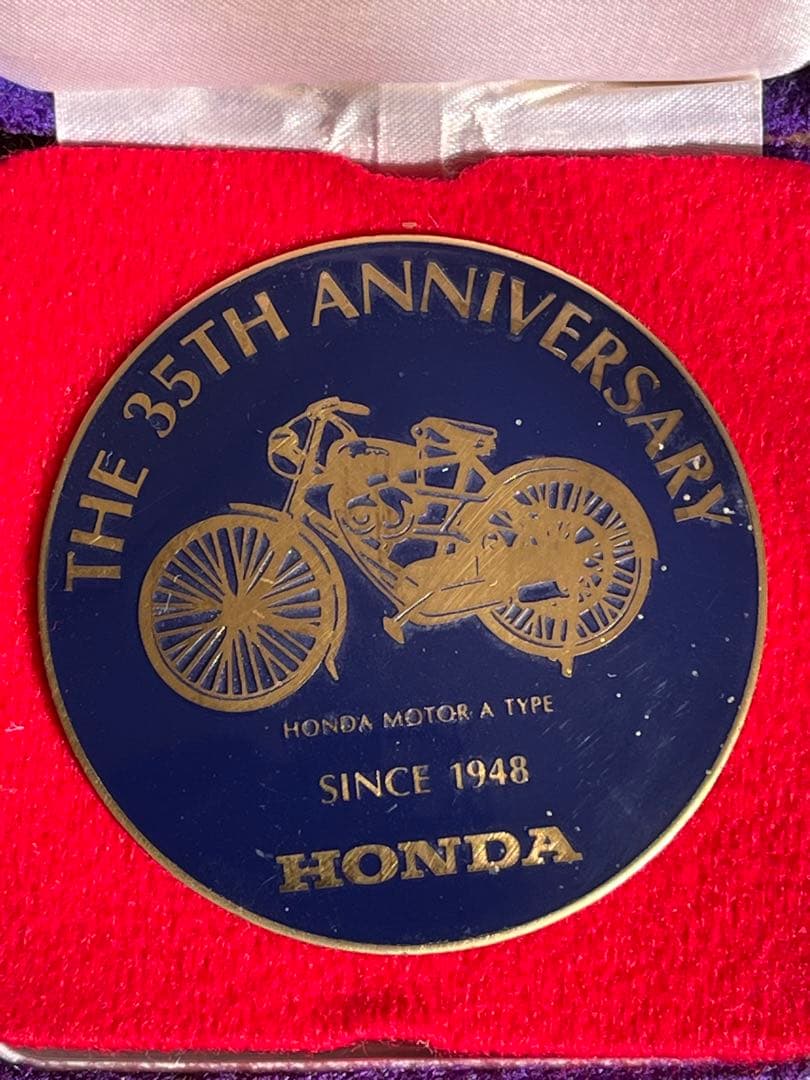 THE 35TH ANNIVERSARY
HONDA MOTOR A TYPE
SINCE 1948
HONDA